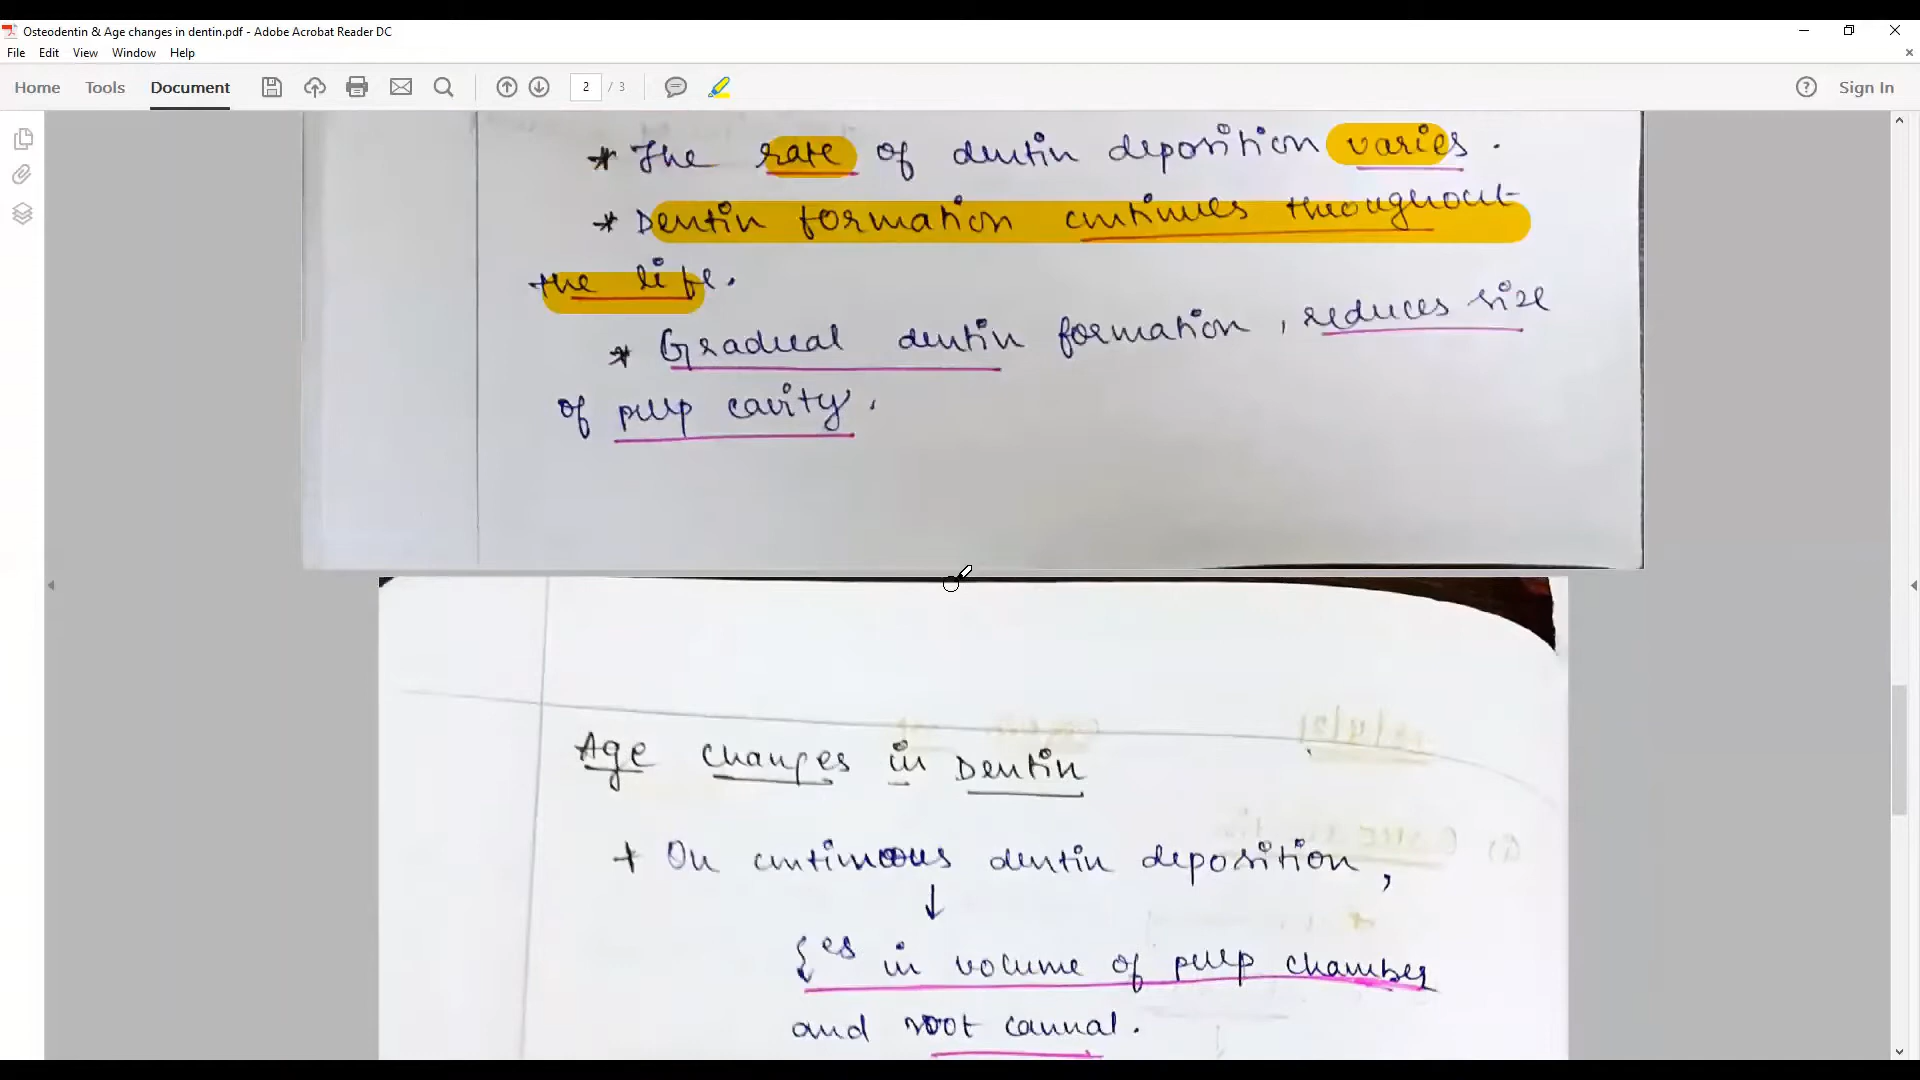 Osteodentin & Age changes in dentin.pdf - Adobe Acrobat Reader DC
File Edit View Window Help
Home Tools Document 2 / 3 Sign In
* The rate of dentin deposition varies.
* Dentin formation continues throughout
the life.
* Gradual dentin formation, reduces size
of pulp cavity.
Age changes in Dentin
+ On continuous dentin deposition,
↓
↓es in volume of pulp chamber
and root cannal.